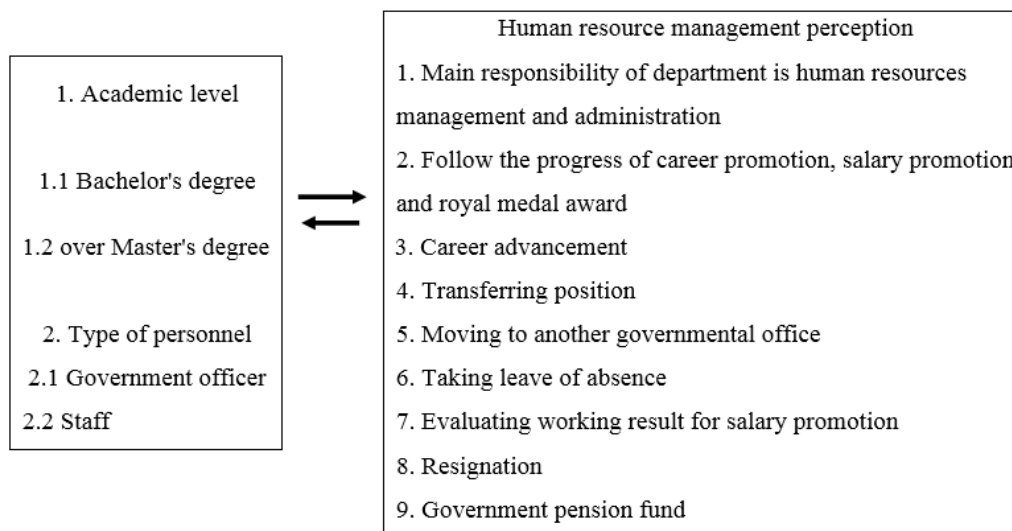 1. Academic level
1.1 Bachelor's degree
1.2 over Master's degree
2. Type of personnel
2.1 Government officer
2.2 Staff
Human resource management perception
1. Main responsibility of department is human resources
management and administration
2. Follow the progress of career promotion, salary promotion
and royal medal award
3. Career advancement
4. Transferring position
5. Moving to another governmental office
6. Taking leave of absence
7. Evaluating working result for salary promotion
8. Resignation
9. Government pension fund